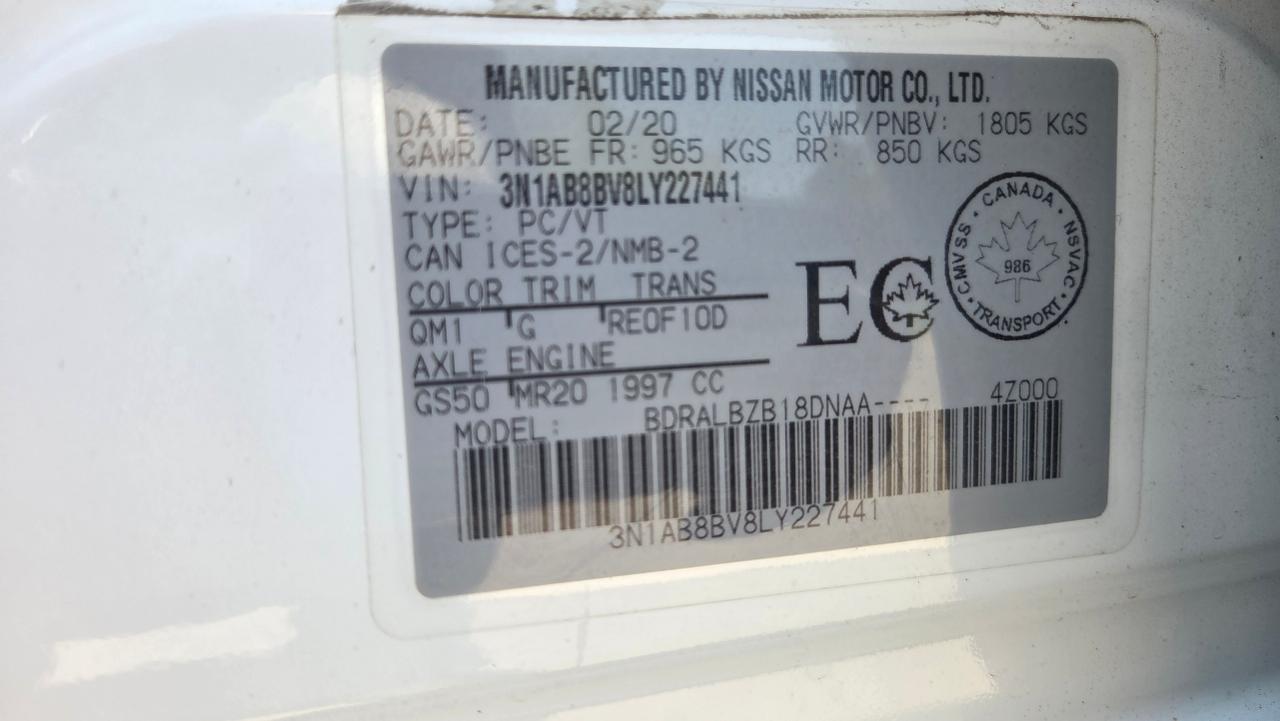 MANUFACTURED BY NISSAN MOTOR CO., LTD.
DATE: 02/20 GVWR/PNBV: 1805 KGS
GAWR/PNBE FR: 965 KGS RR: 850 KGS
VIN: 3N1AB8BV8LY227441
TYPE: PC/VT
CAN ICES-2/NMB-2
COLOR TRIM TRANS
QM1 G RE0F10D
AXLE ENGINE
GS50 MR20 1997 CC
MODEL: BDRALBZB18DNAA---- 4Z000
3N1AB8BV8LY227441
EC
CMVSS · CANADA · NSVAC · TRANSPORT ·
986